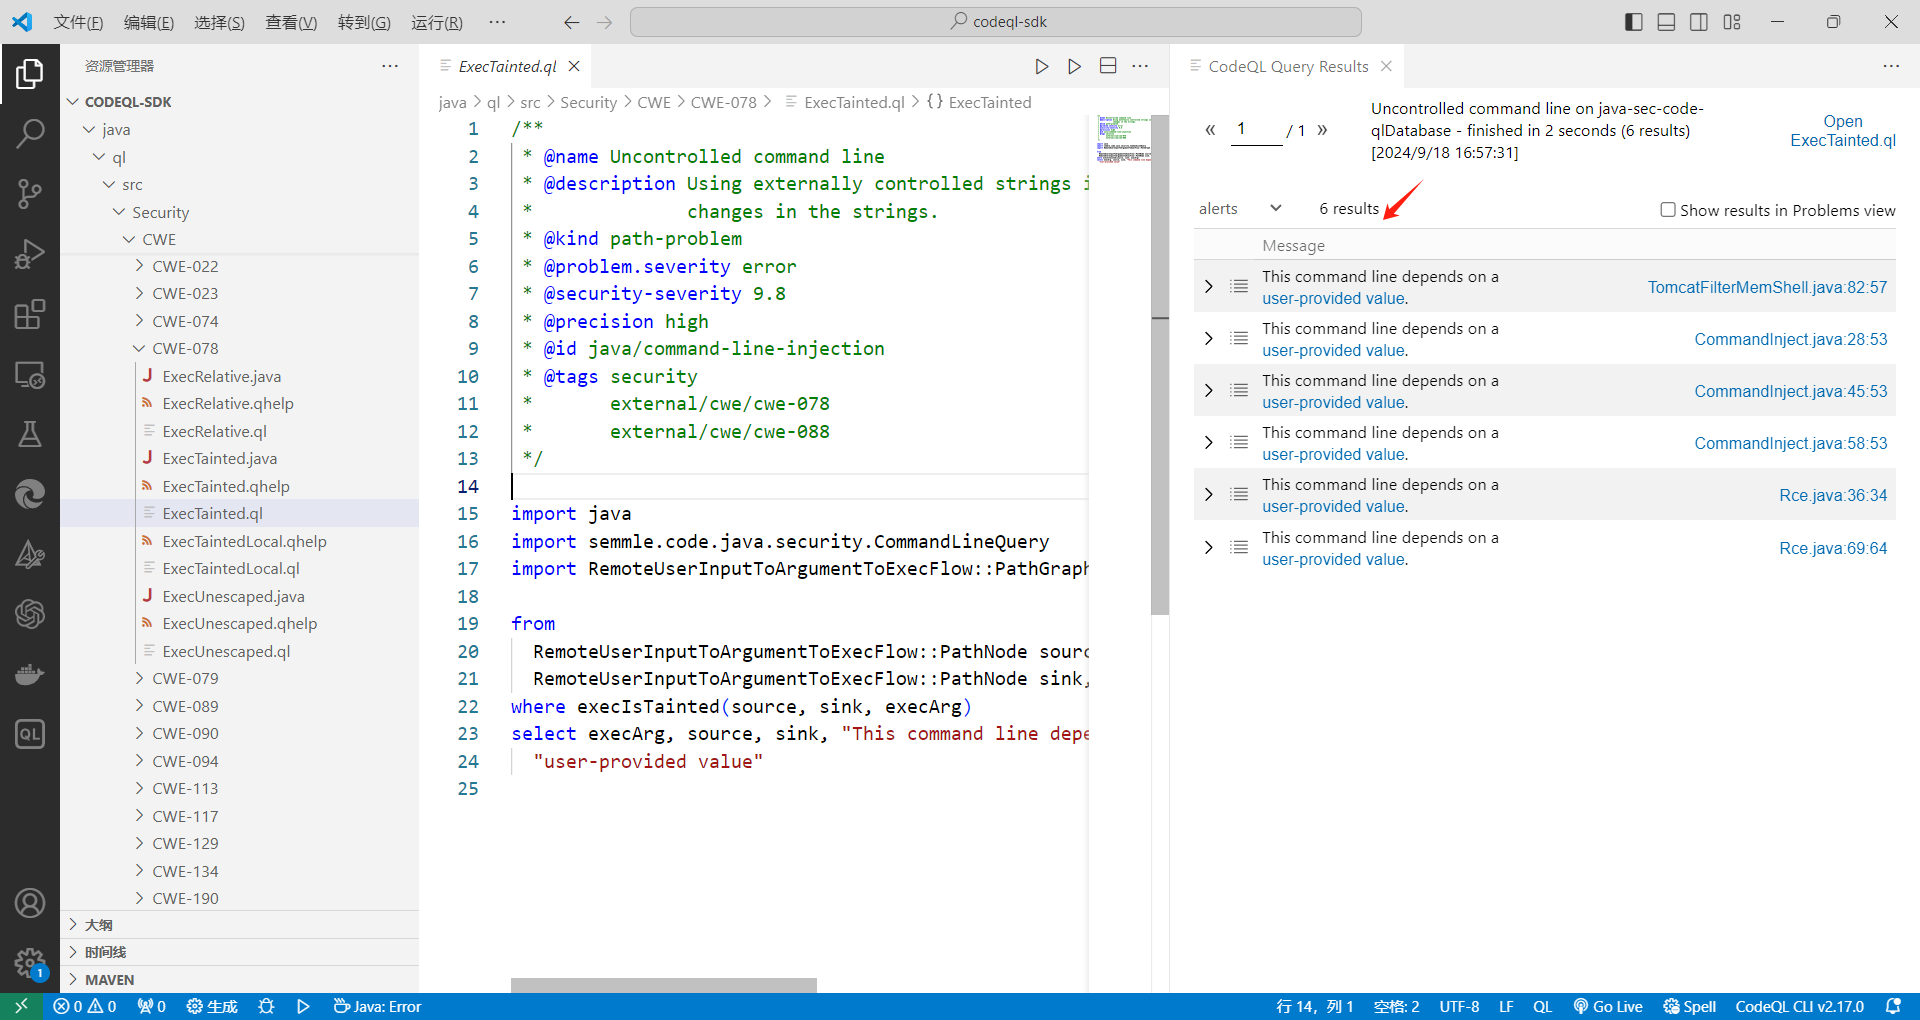 文件(F) 编辑(E) 选择(S) 查看(V) 转到(G) 运行(R) ···
codeql-sdk
资源管理器
CODEQL-SDK
java
ql
src
Security
CWE
CWE-022
CWE-023
CWE-074
CWE-078
ExecRelative.java
ExecRelative.qhelp
ExecRelative.ql
ExecTainted.java
ExecTainted.qhelp
ExecTainted.ql
ExecTaintedLocal.qhelp
ExecTaintedLocal.ql
ExecUnescaped.java
ExecUnescaped.qhelp
ExecUnescaped.ql
CWE-079
CWE-089
CWE-090
CWE-094
CWE-113
CWE-117
CWE-129
CWE-134
CWE-190
大纲
时间线
MAVEN
ExecTainted.ql
java > ql > src > Security > CWE > CWE-078 > ExecTainted.ql > {} ExecTainted
1 /**
2 * @name Uncontrolled command line
3 * @description Using externally controlled strings i
4 * changes in the strings.
5 * @kind path-problem
6 * @problem.severity error
7 * @security-severity 9.8
8 * @precision high
9 * @id java/command-line-injection
10 * @tags security
11 * external/cwe/cwe-078
12 * external/cwe/cwe-088
13 */
14
15 import java
16 import semmle.code.java.security.CommandLineQuery
17 import RemoteUserInputToArgumentToExecFlow::PathGraph
18
19 from
20 RemoteUserInputToArgumentToExecFlow::PathNode sourc
21 RemoteUserInputToArgumentToExecFlow::PathNode sink,
22 where execIsTainted(source, sink, execArg)
23 select execArg, source, sink, "This command line depe
24 "user-provided value"
25
CodeQL Query Results
« 1 / 1 »
Uncontrolled command line on java-sec-code-
qlDatabase - finished in 2 seconds (6 results)
[2024/9/18 16:57:31]
Open
ExecTainted.ql
alerts
6 results
Show results in Problems view
Message
This command line depends on a
user-provided value.
TomcatFilterMemShell.java:82:57
This command line depends on a
user-provided value.
CommandInject.java:28:53
This command line depends on a
user-provided value.
CommandInject.java:45:53
This command line depends on a
user-provided value.
CommandInject.java:58:53
This command line depends on a
user-provided value.
Rce.java:36:34
This command line depends on a
user-provided value.
Rce.java:69:64
QL
1
0 0 0 生成 Java: Error 行 14, 列 1 空格: 2 UTF-8 LF QL Go Live Spell CodeQL CLI v2.17.0